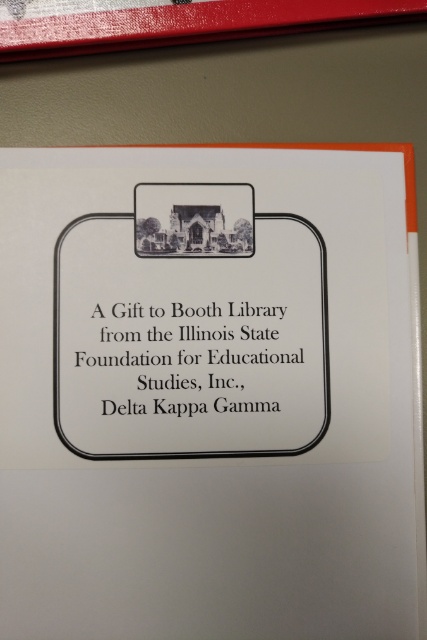 A Gift to Booth Library
from the Illinois State
Foundation for Educational
Studies, Inc.,
Delta Kappa Gamma